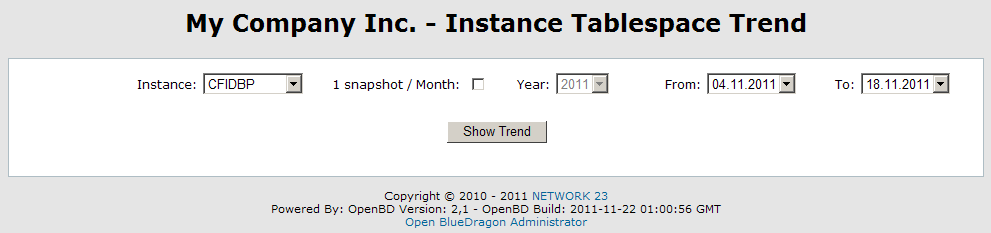 My Company Inc. - Instance Tablespace Trend
Instance: CFIDBP 1 snapshot / Month: Year: 2011 From: 04.11.2011 To: 18.11.2011
Show Trend
Copyright © 2010 - 2011 NETWORK 23
Powered By: OpenBD Version: 2,1 - OpenBD Build: 2011-11-22 01:00:56 GMT
Open BlueDragon Administrator